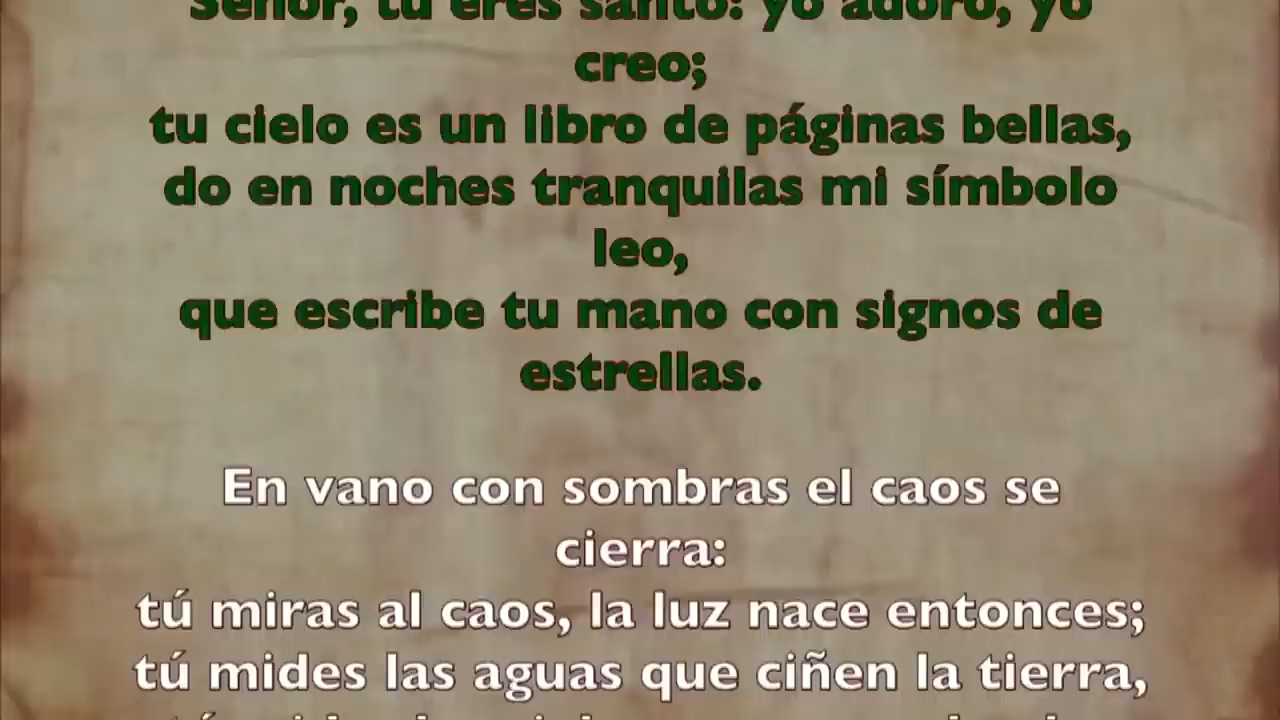 Señor, tú eres santo: yo adoro, yo
creo;
tu cielo es un libro de páginas bellas,
do en noches tranquilas mi símbolo
leo,
que escribe tu mano con signos de
estrellas.
En vano con sombras el caos se
cierra:
tú miras al caos, la luz nace entonces;
tú mides las aguas que ciñen la tierra,